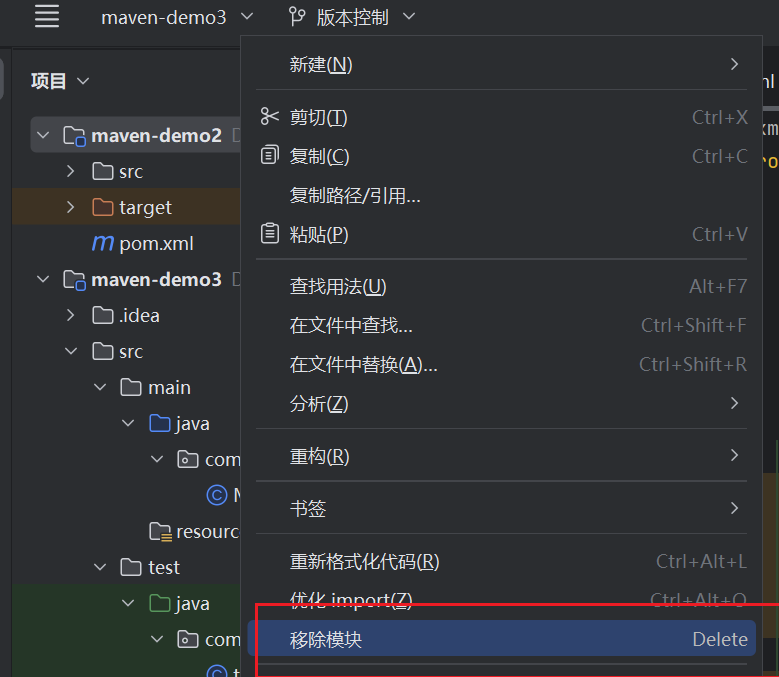 maven-demo3 版本控制
项目
maven-demo2
src
target
pom.xml
maven-demo3
.idea
src
main
java
com
resourc
test
java
com
新建(N)
剪切(T) Ctrl+X
复制(C) Ctrl+C
复制路径/引用...
粘贴(P) Ctrl+V
查找用法(U) Alt+F7
在文件中查找... Ctrl+Shift+F
在文件中替换(A)... Ctrl+Shift+R
分析(Z)
重构(R)
书签
重新格式化代码(R) Ctrl+Alt+L
优化 import(Z) Ctrl+Alt+O
移除模块 Delete